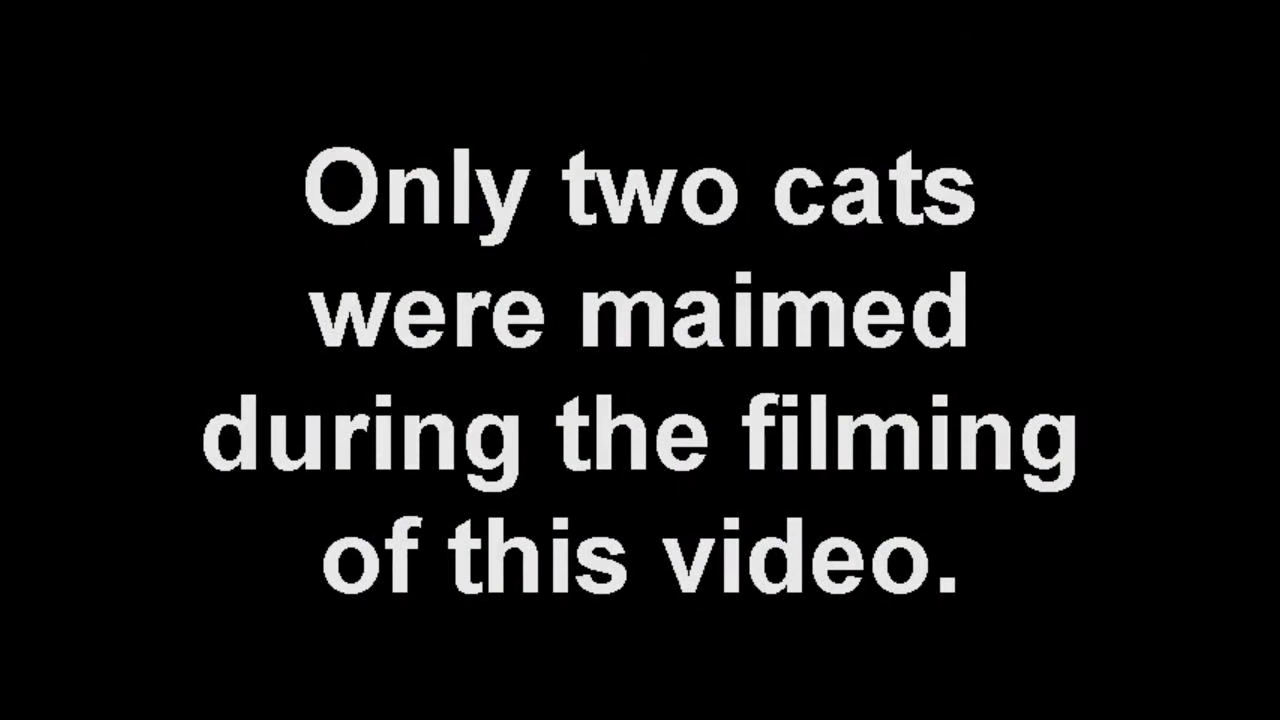 Only two cats
were maimed
during the filming
of this video.